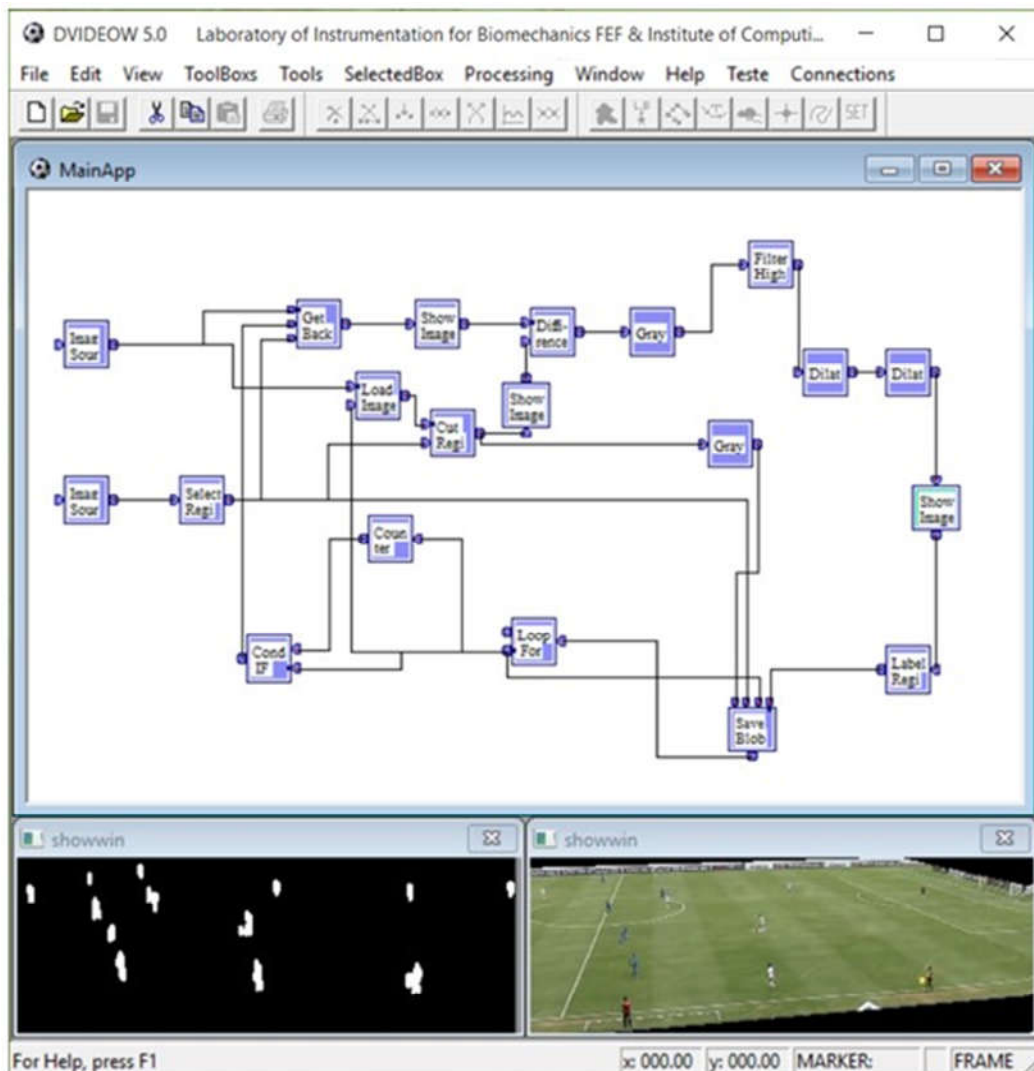 DVIDEOW 5.0 Laboratory of Instrumentation for Biomechanics FEF & Institute of Computi...
File Edit View ToolBoxs Tools SelectedBox Processing Window Help Teste Connections
SET
MainApp
Filter
High
Imag
Sour
Get
Back
Show
Image
Diffe-
rence
Gray
Load
Image
Show
Image
Dilat
Dilat
Cut
Regi
Gray
Imag
Sour
Select
Regi
Show
Image
Coun
ter
Cond
IF
Loop
For
Label
Regi
Save
Blob
showwin
showwin
For Help, press F1 x: 000.00 y: 000.00 MARKER: FRAME